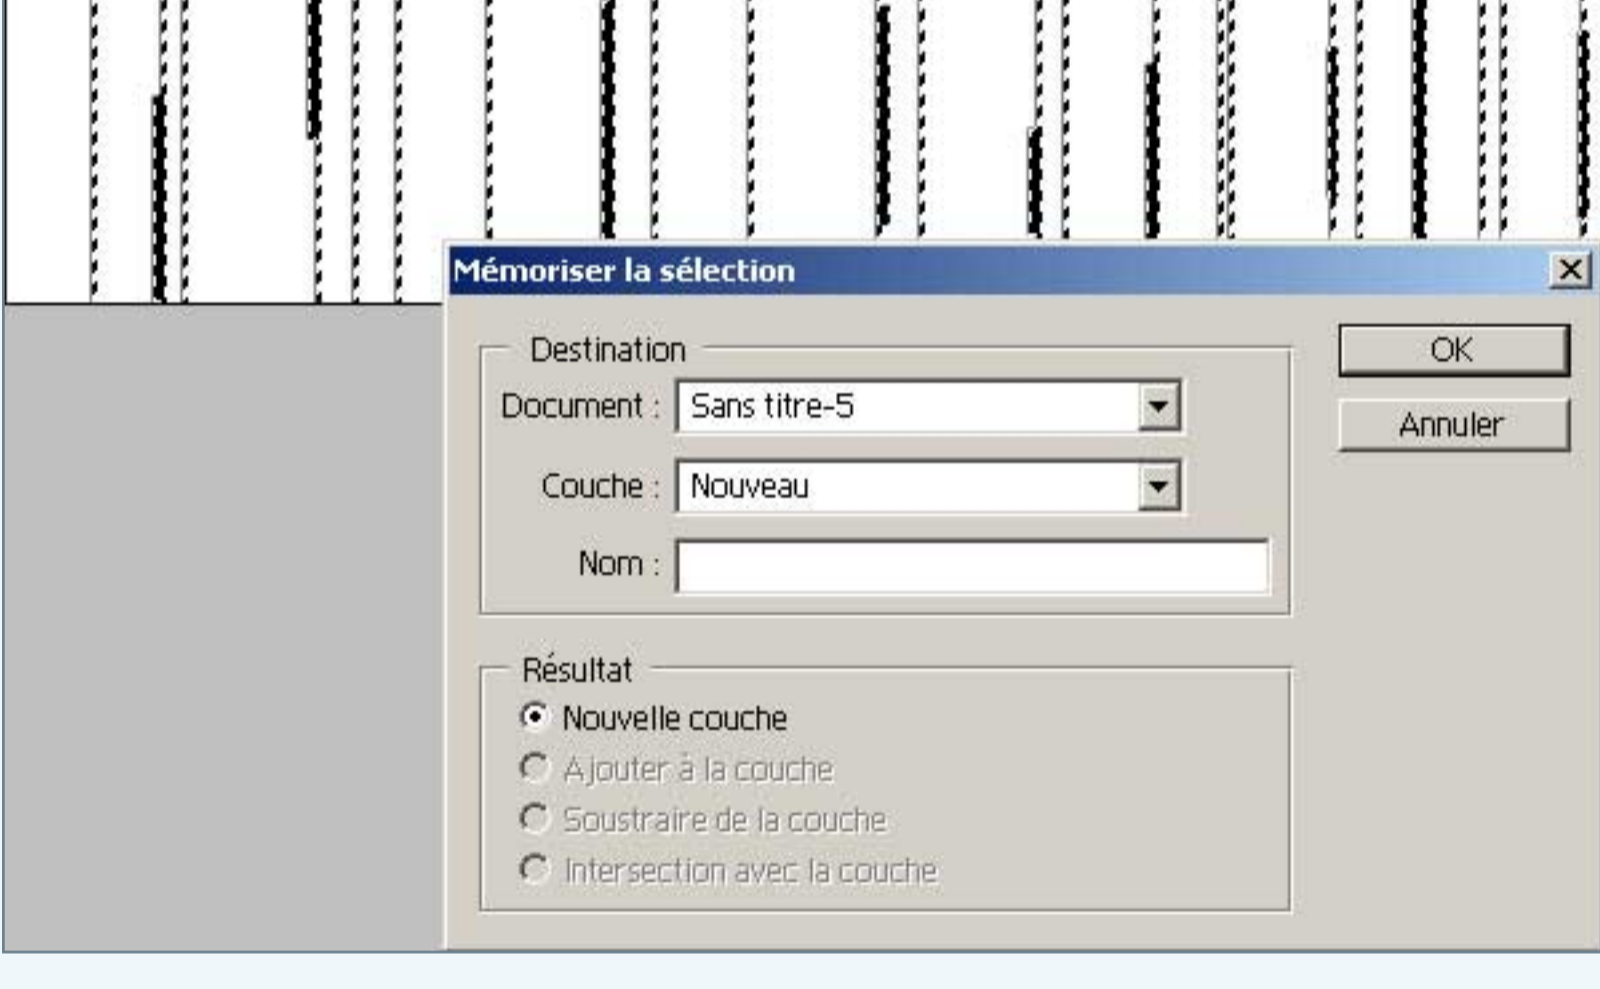 Mémoriser la sélection
Destination
OK
Document : Sans titre-5
Annuler
Couche : Nouveau
Nom :
Résultat
Nouvelle couche
Ajouter à la couche
Soustraire de la couche
Intersection avec la couche